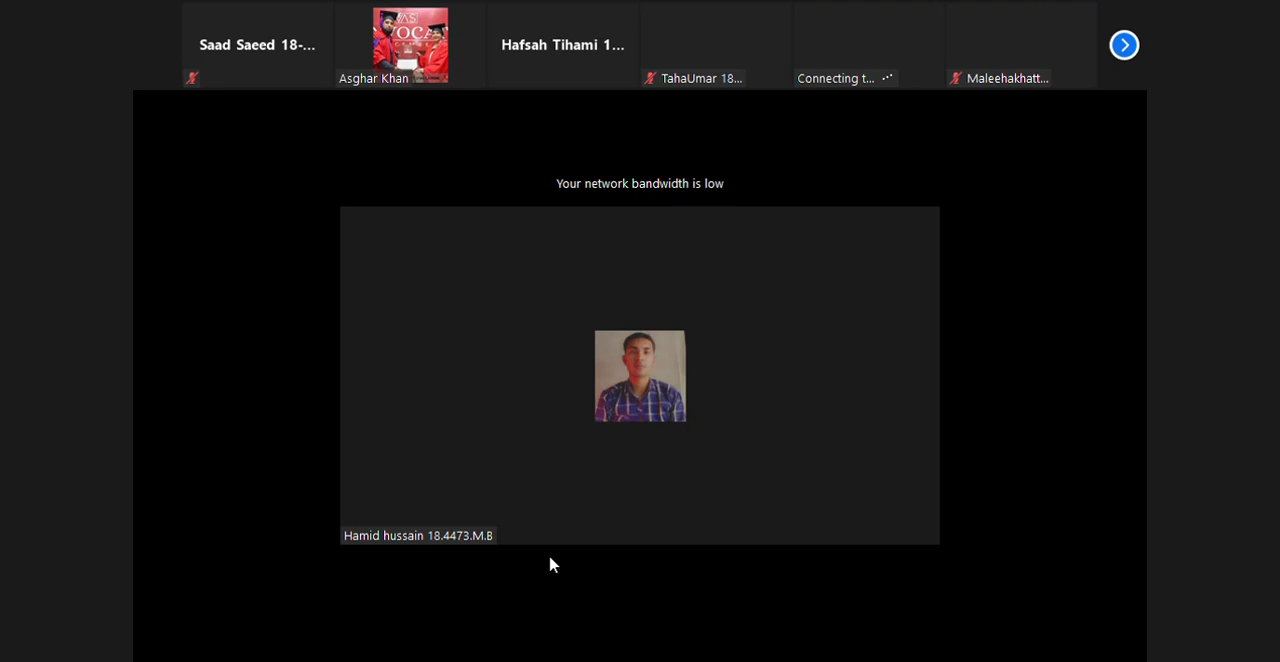 Saad Saeed 18-...
Asghar Khan
Hafsah Tihami 1...
TahaUmar 18...
Connecting t...
Maleehakhatt...
Your network bandwidth is low
Hamid hussain 18.4473.M.B